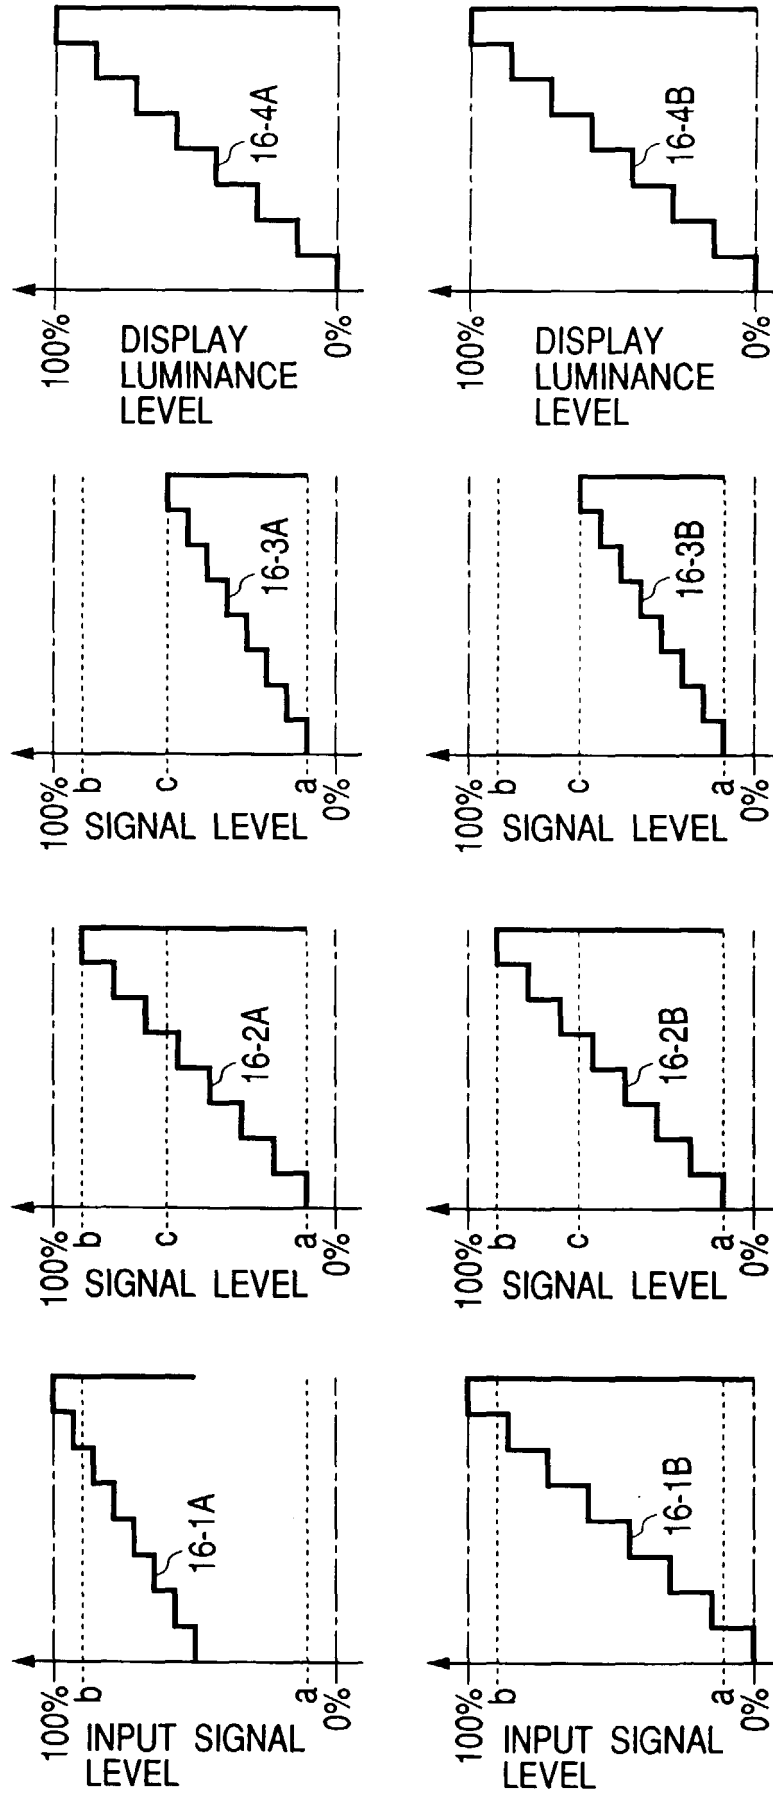 100%
b
a
0%
INPUT SIGNAL
LEVEL
16-1A
100%
b
c
a
0%
SIGNAL LEVEL
16-2A
100%
b
c
a
0%
SIGNAL LEVEL
16-3A
100%
0%
DISPLAY
LUMINANCE
LEVEL
16-4A
100%
b
a
0%
INPUT SIGNAL
LEVEL
16-1B
100%
b
c
a
0%
SIGNAL LEVEL
16-2B
100%
b
c
a
0%
SIGNAL LEVEL
16-3B
100%
0%
DISPLAY
LUMINANCE
LEVEL
16-4B